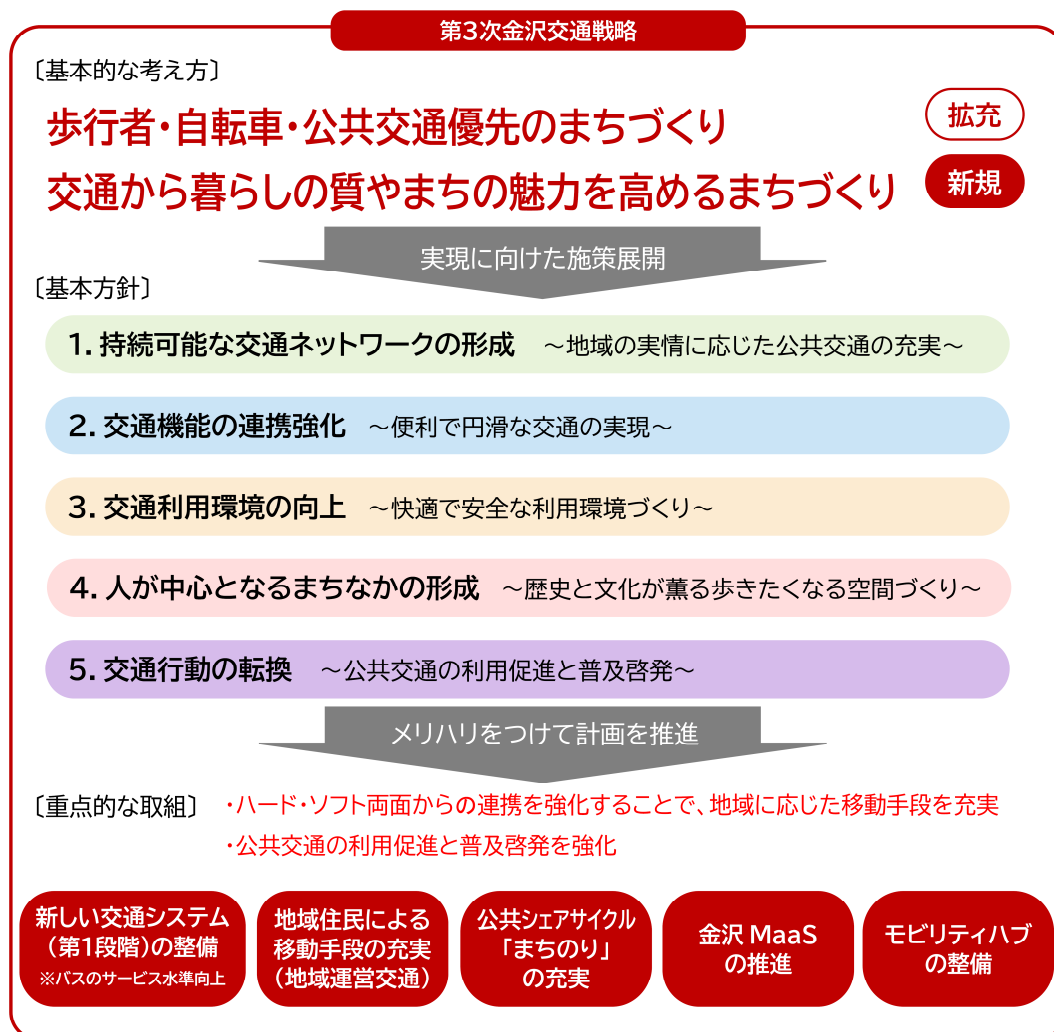 第3次金沢交通戦略
〔基本的な考え方〕
歩行者・自転車・公共交通優先のまちづくり
拡充
交通から暮らしの質やまちの魅力を高めるまちづくり
新規
実現に向けた施策展開
〔基本方針〕
1. 持続可能な交通ネットワークの形成 ～地域の実情に応じた公共交通の充実～
2. 交通機能の連携強化 ～便利で円滑な交通の実現～
3. 交通利用環境の向上 ～快適で安全な利用環境づくり～
4. 人が中心となるまちなかの形成 ～歴史と文化が薫る歩きたくなる空間づくり～
5. 交通行動の転換 ～公共交通の利用促進と普及啓発～
メリハリをつけて計画を推進
〔重点的な取組〕 ・ハード・ソフト両面からの連携を強化することで、地域に応じた移動手段を充実
・公共交通の利用促進と普及啓発を強化
新しい交通システム
（第1段階）の整備
※バスのサービス水準向上
地域住民による
移動手段の充実
（地域運営交通）
公共シェアサイクル
「まちのり」
の充実
金沢 MaaS
の推進
モビリティハブ
の整備